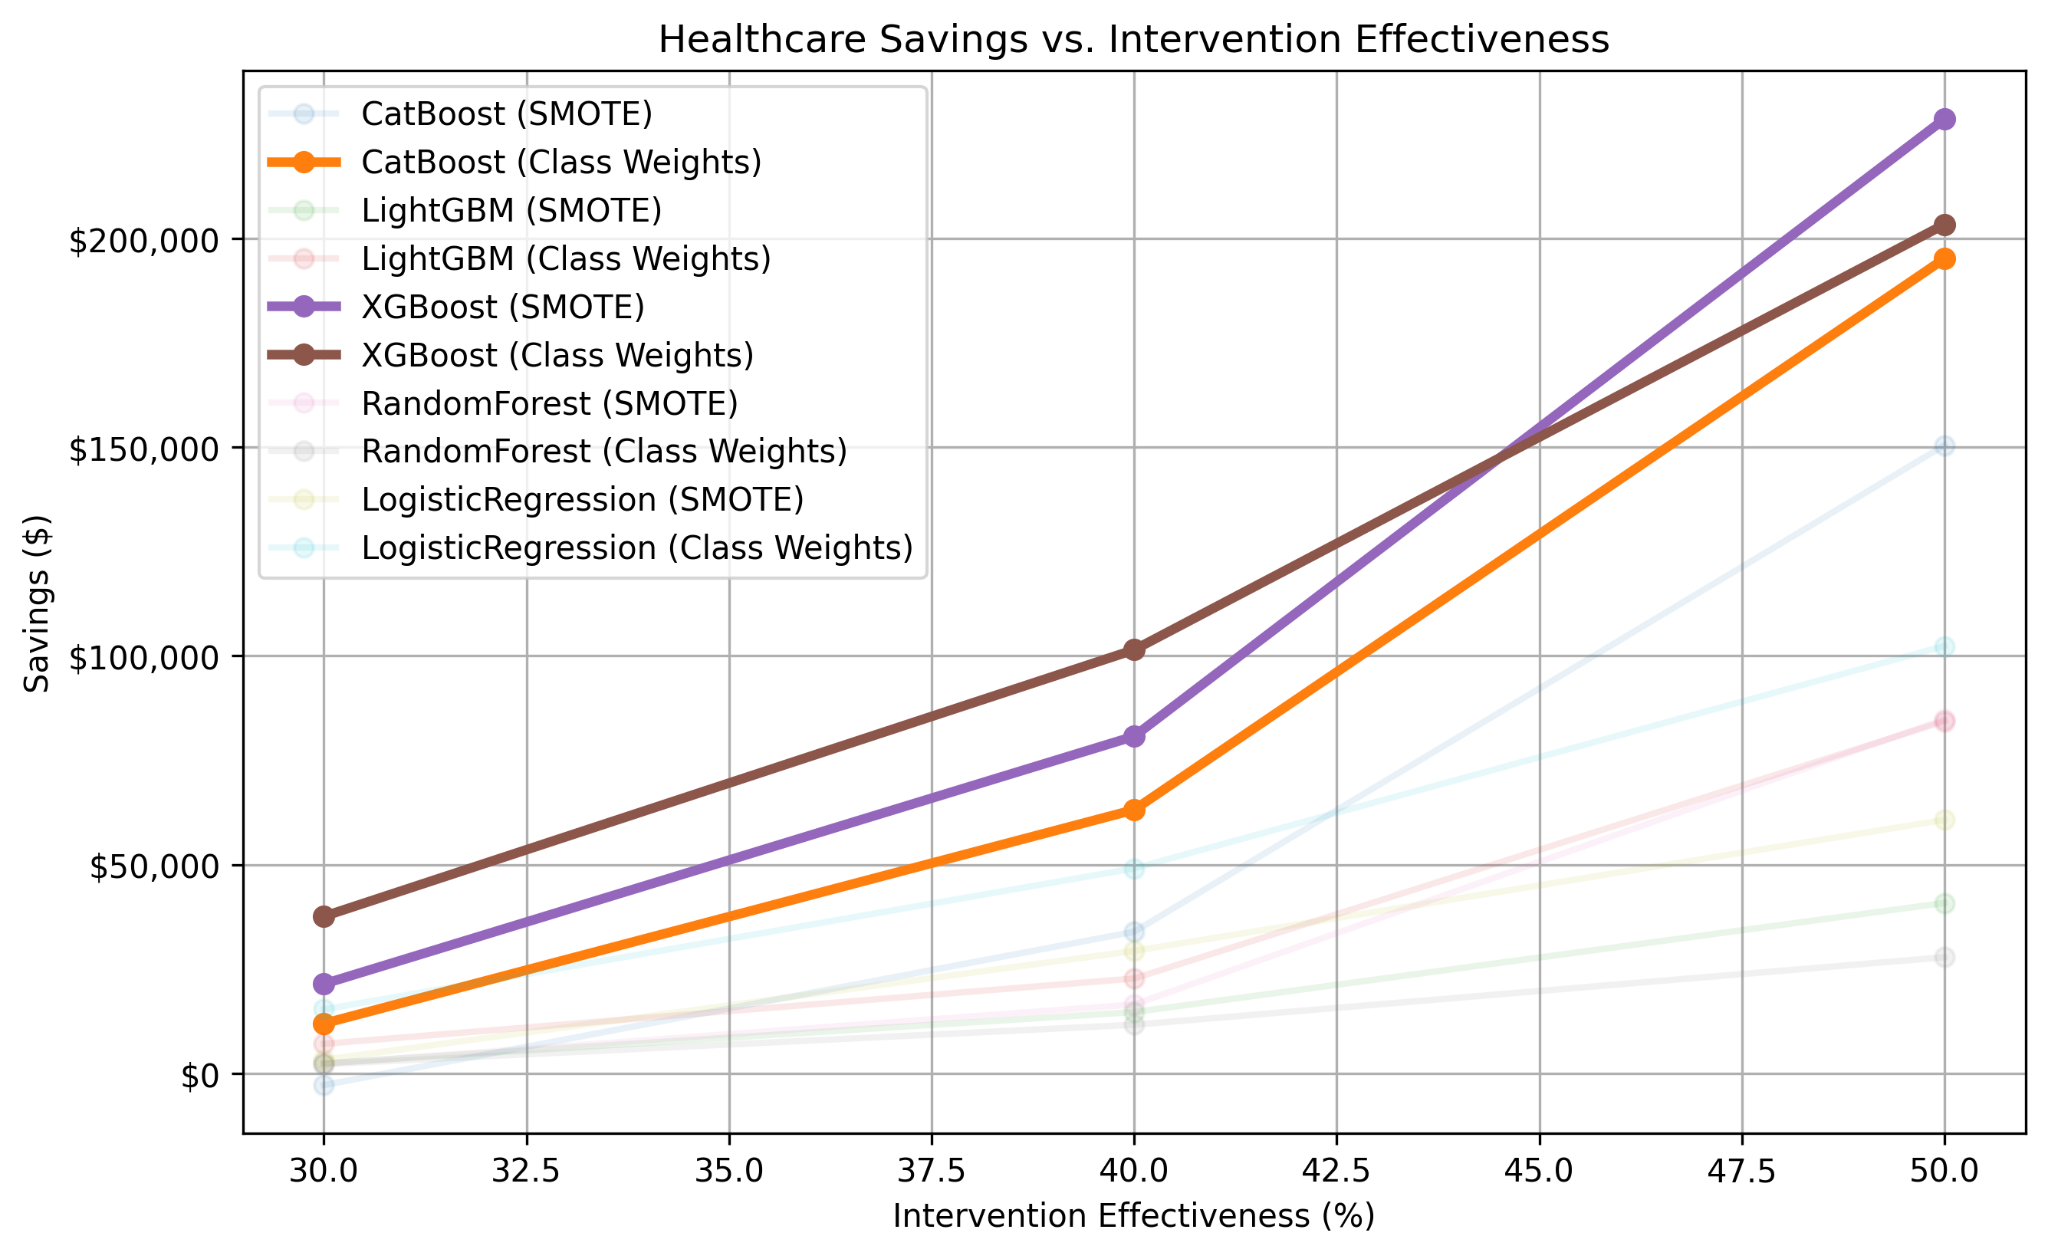 Healthcare Savings vs. Intervention Effectiveness
CatBoost (SMOTE)
CatBoost (Class Weights)
LightGBM (SMOTE)
LightGBM (Class Weights)
XGBoost (SMOTE)
XGBoost (Class Weights)
RandomForest (SMOTE)
RandomForest (Class Weights)
LogisticRegression (SMOTE)
LogisticRegression (Class Weights)
Savings ($)
$200,000
$150,000
$100,000
$50,000
$0
30.0 32.5 35.0 37.5 40.0 42.5 45.0 47.5 50.0
Intervention Effectiveness (%)